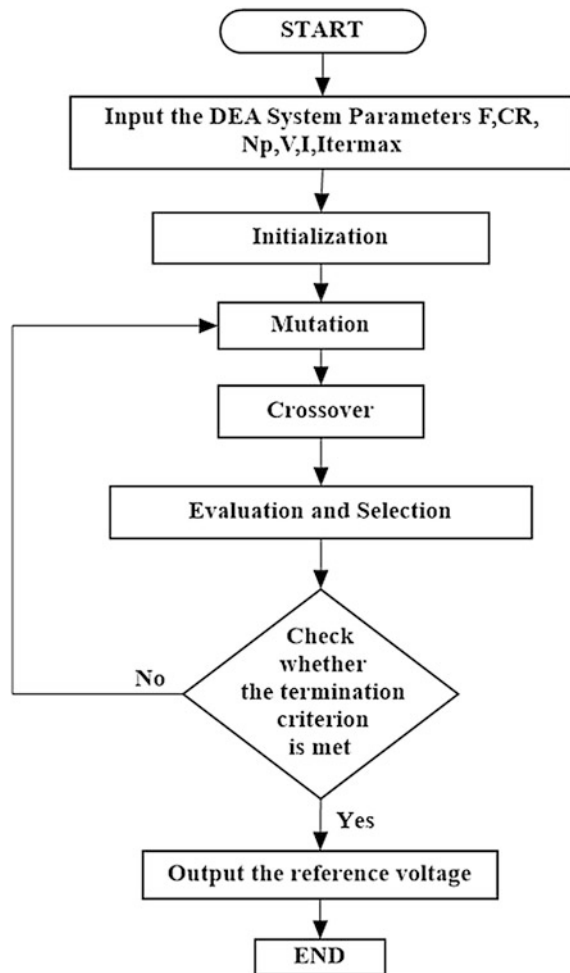 START
Input the DEA System Parameters F,CR,
Np,V,I,Itermax
Initialization
Mutation
Crossover
Evaluation and Selection
Check
whether
the termination
criterion
is met
No
Yes
Output the reference voltage
END